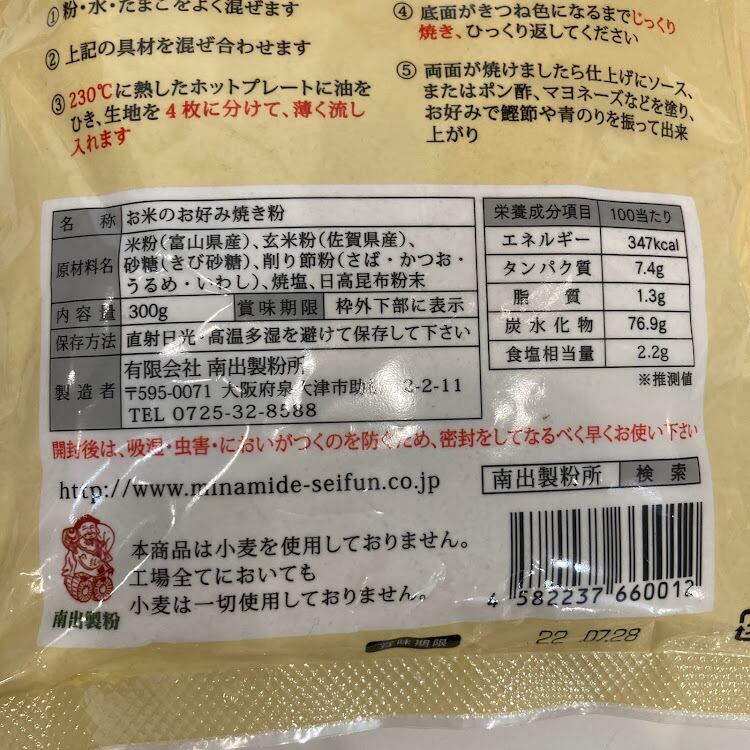 ①粉・水・たまごをよく混ぜます
②上記の具材を混ぜ合わせます
③230℃に熱したホットプレートに油を
ひき、生地を4枚に分けて、薄く流し
入れます
④底面がきつね色になるまでじっくり
焼き、ひっくり返してください
⑤両面が焼けましたら仕上げにソース、
またはポン酢、マヨネーズなどを塗り、
お好みで鰹節や青のりを振って出来
上がり
名称 お米のお好み焼き粉
原材料名 米粉(富山県産)、玄米粉(佐賀県産)、
砂糖(きび砂糖)、削り節粉(さば・かつお・
うるめ・いわし)、焼塩、日高昆布粉末
内容量 300g 賞味期限 枠外下部に表示
保存方法 直射日光・高温多湿を避けて保存して下さい
製造者 有限会社 南出製粉所
〒595-0071 大阪府泉大津市助 2-2-11
TEL 0725-32-8588
栄養成分項目 100当たり
エネルギー 347kcal
タンパク質 7.4g
脂質 1.3g
炭水化物 76.9g
食塩相当量 2.2g
※推測値
開封後は、吸湿・虫害・においがつくのを防ぐため、密封をしてなるべく早くお使い下さい
http://www.minamide-seifun.co.jp
南出製粉所 検索
南出製粉
本商品は小麦を使用しておりません。
工場全てにおいても
小麦は一切使用しておりません。
4 582237 660012
賞味期限 22.07.28